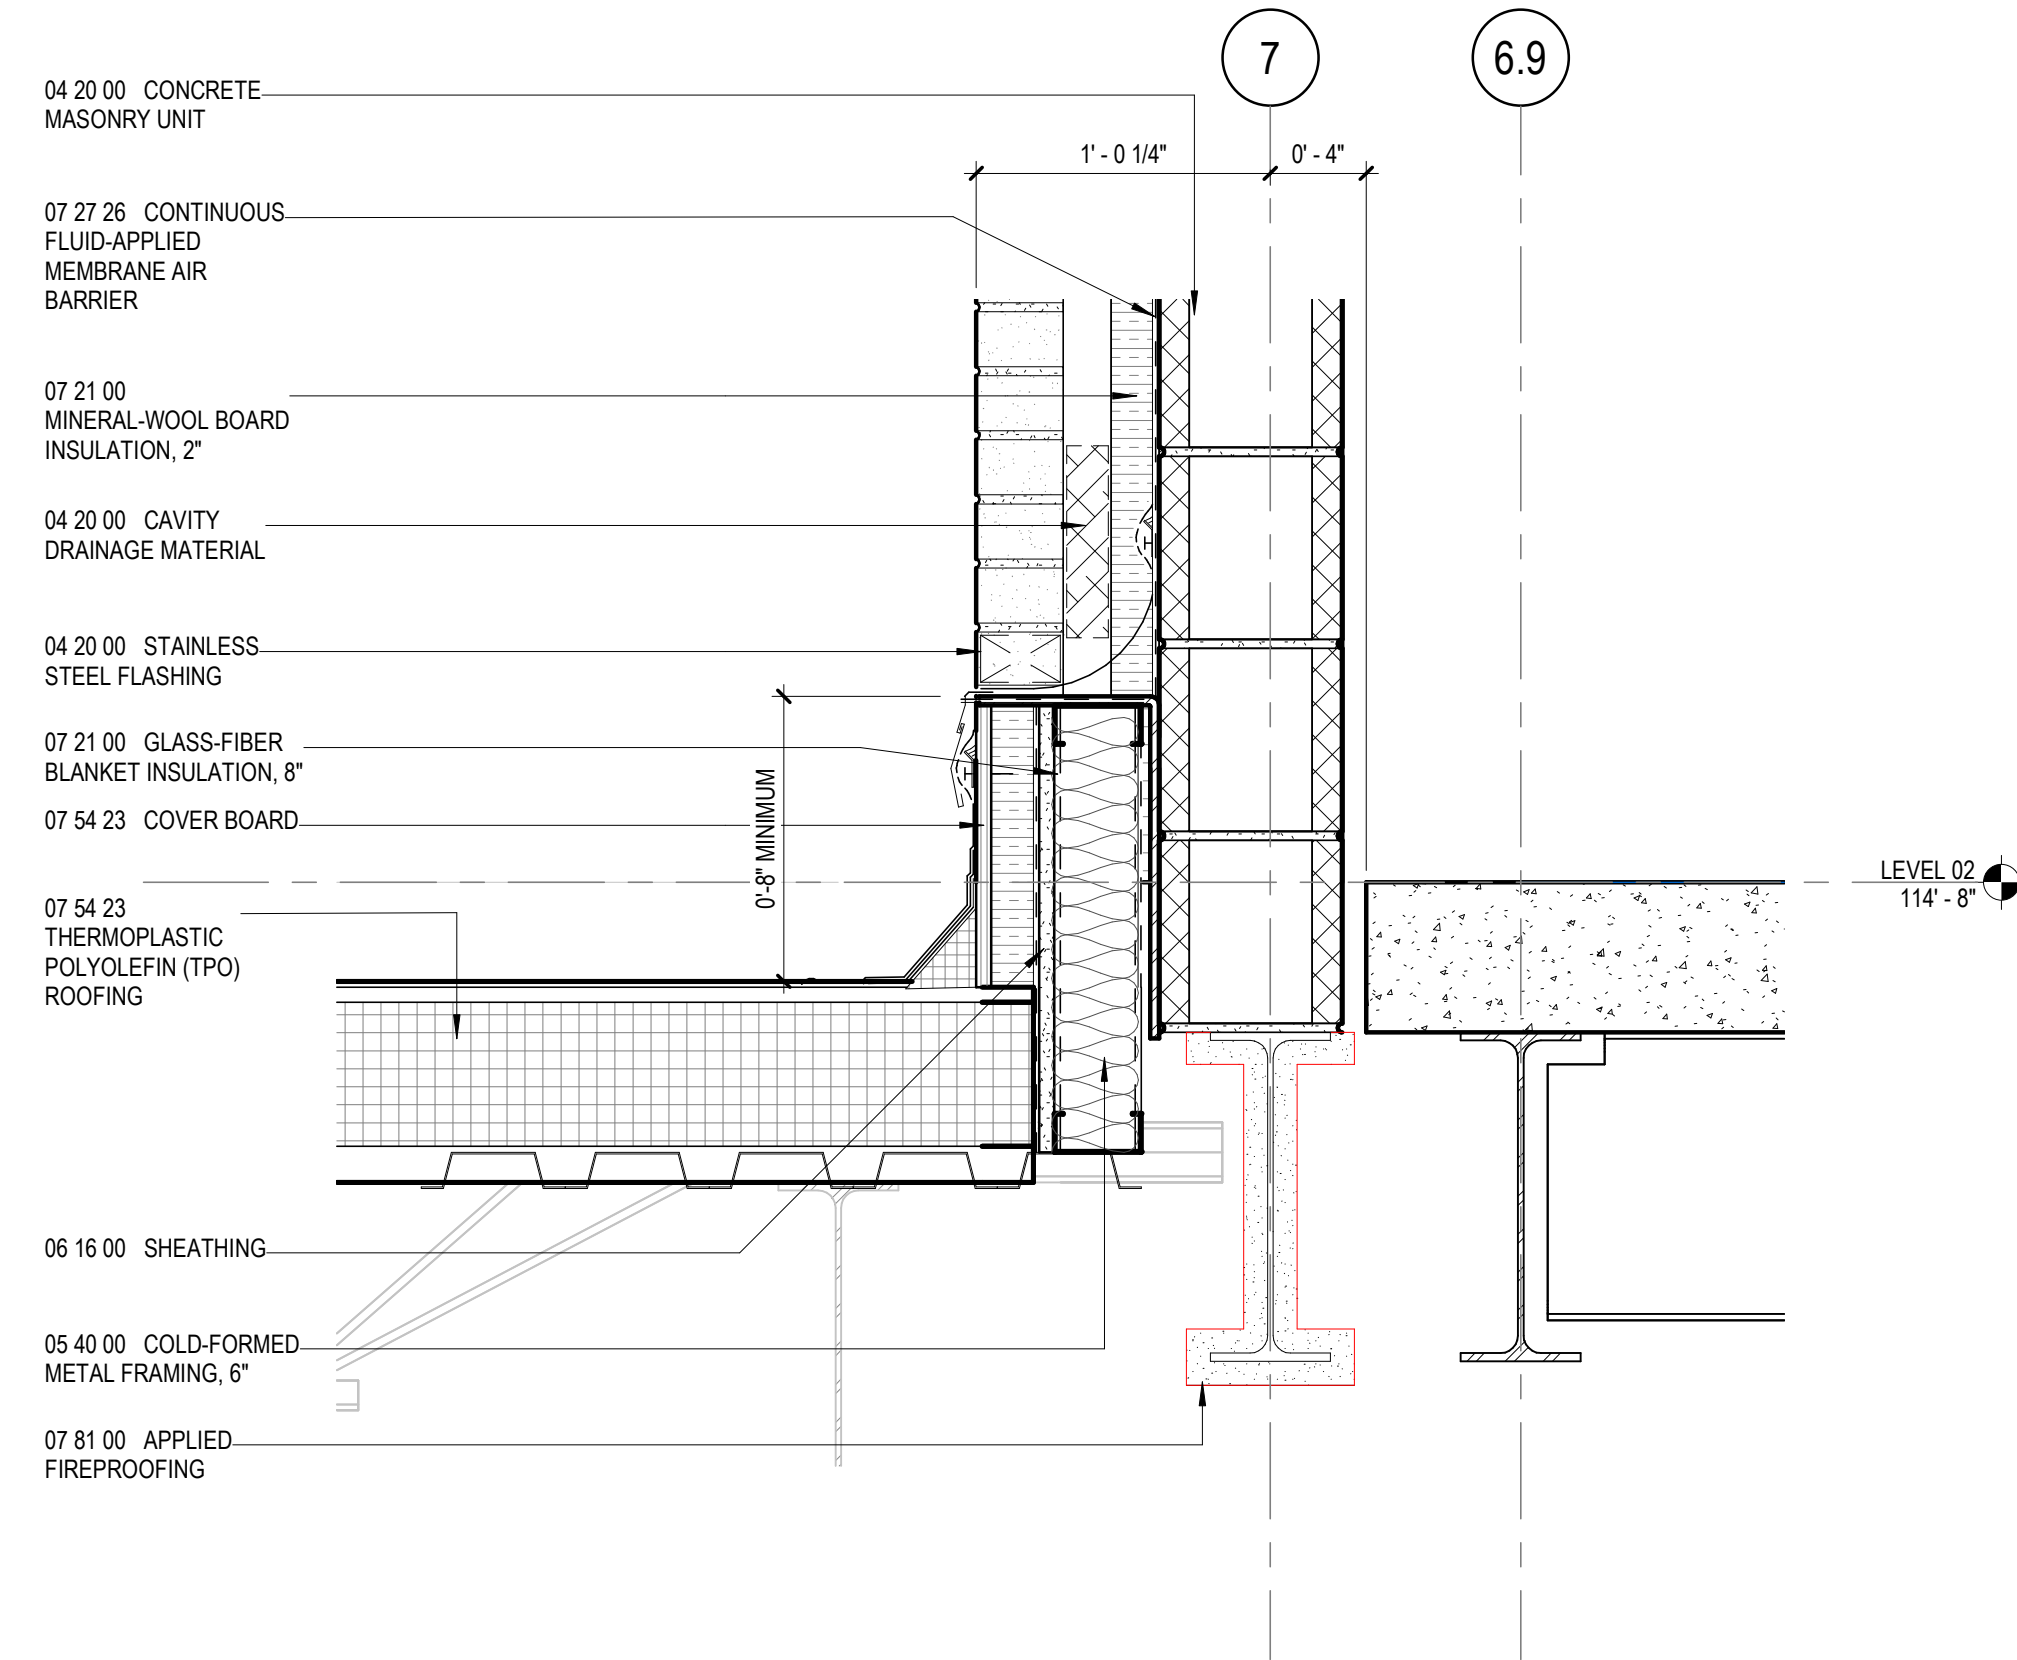 7
6.9
04 20 00 CONCRETE
MASONRY UNIT
1' - 0 1/4"
0' - 4"
07 27 26 CONTINUOUS
FLUID-APPLIED
MEMBRANE AIR
BARRIER
07 21 00
MINERAL-WOOL BOARD
INSULATION, 2"
04 20 00 CAVITY
DRAINAGE MATERIAL
04 20 00 STAINLESS
STEEL FLASHING
07 21 00 GLASS-FIBER
BLANKET INSULATION, 8"
07 54 23 COVER BOARD
0'-8" MINIMUM
LEVEL 02
114' - 8"
07 54 23
THERMOPLASTIC
POLYOLEFIN (TPO)
ROOFING
06 16 00 SHEATHING
05 40 00 COLD-FORMED
METAL FRAMING, 6"
07 81 00 APPLIED
FIREPROOFING